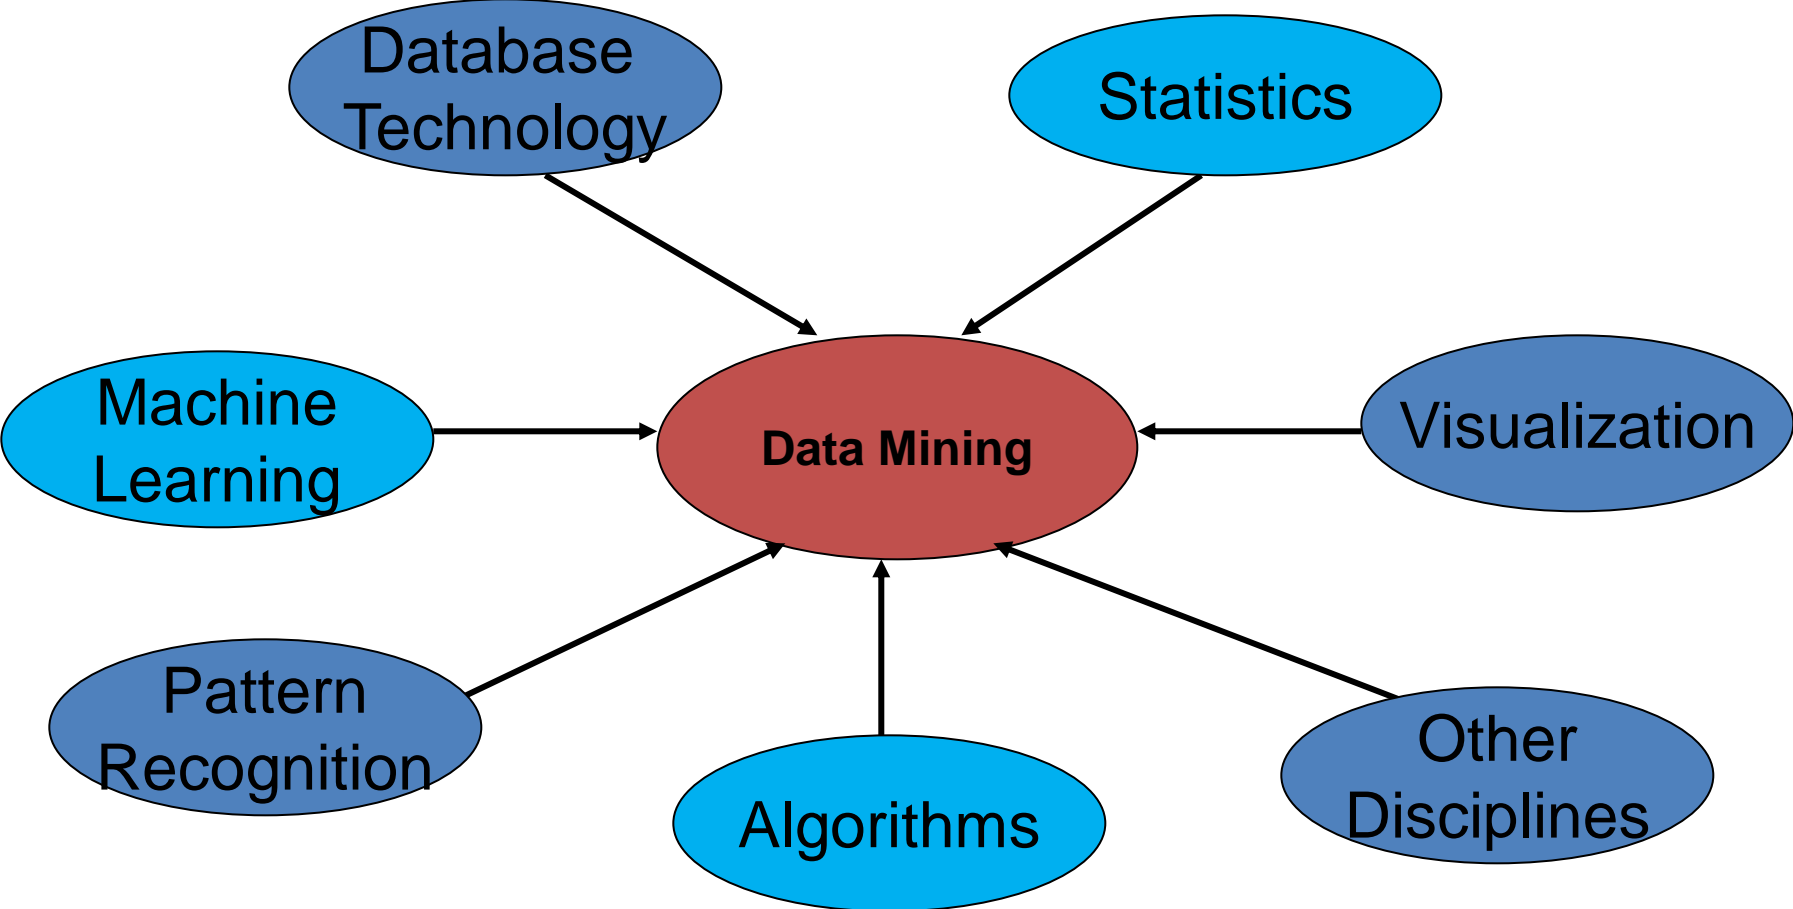 Database
Technology
Statistics
Machine
Learning
Data Mining
Visualization
Pattern
Recognition
Algorithms
Other
Disciplines